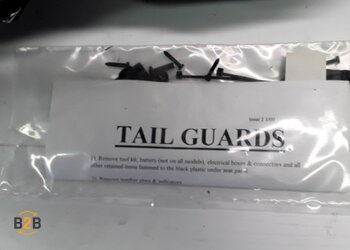 Issue 2
TAIL GUARDS
1). Remove tool kit, battery (not on all models), electrical boxes & connectors and all
other retained items fastened to the black plastic under seat panel.
2). Remove number plate & indicators
B2B